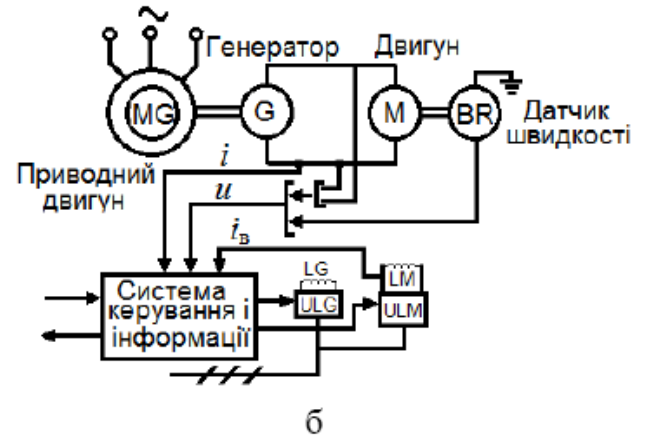 ~
Генератор
Двигун
MG
G
M
BR
Датчик
швидкості
i
Приводний
двигун
u
iв
LG
LM
Система
керування і
інформації
ULG
ULM
б